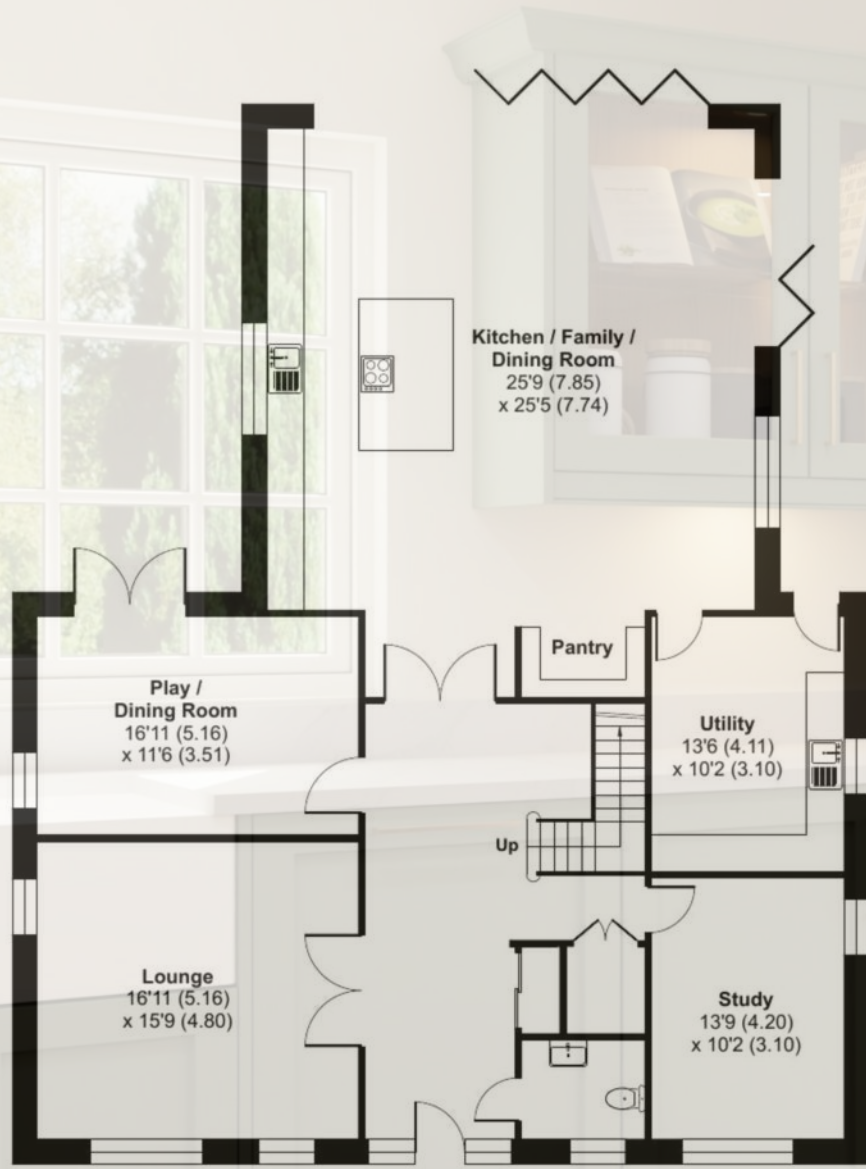 Kitchen / Family /
Dining Room
25'9 (7.85)
x 25'5 (7.74)
Pantry
Play /
Dining Room
16'11 (5.16)
x 11'6 (3.51)
Utility
13'6 (4.11)
x 10'2 (3.10)
Up
Lounge
16'11 (5.16)
x 15'9 (4.80)
Study
13'9 (4.20)
x 10'2 (3.10)